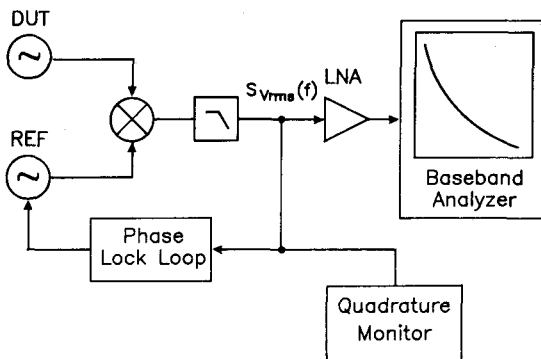 DUT
REF
S_Vrms(f)
LNA
Baseband
Analyzer
Phase
Lock Loop
Quadrature
Monitor